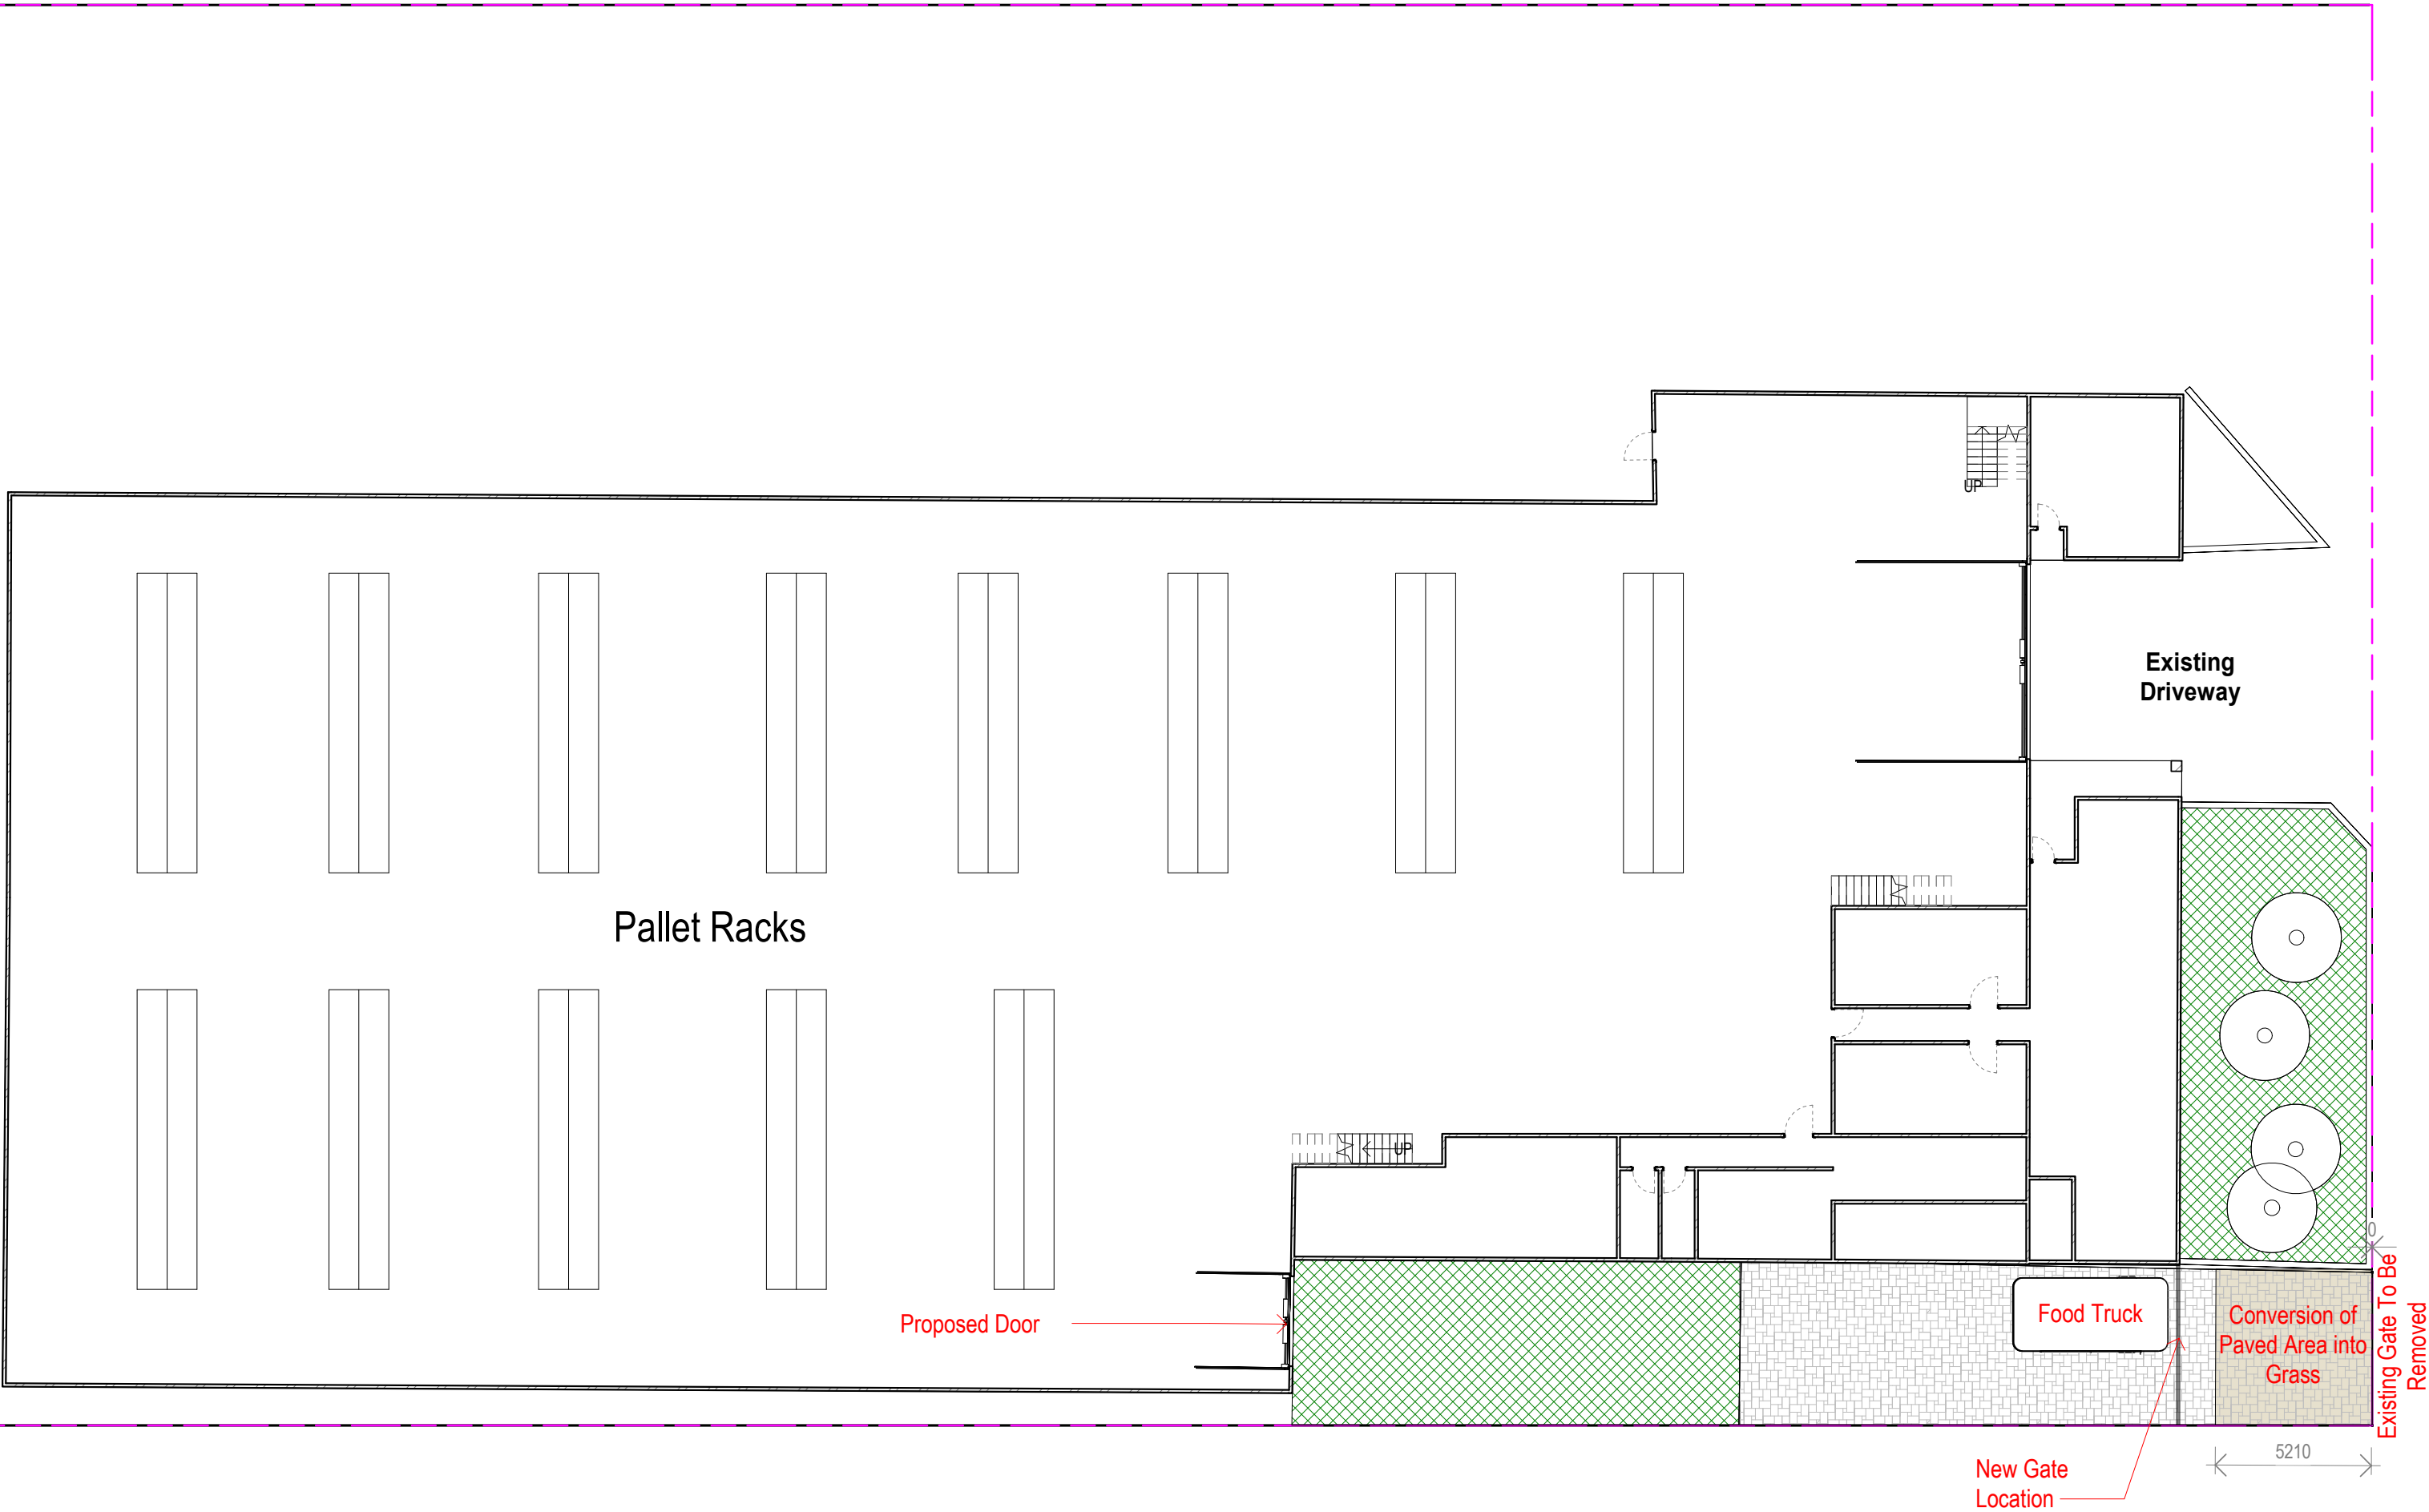 UP
Existing
Driveway
Pallet Racks
UP
0
Proposed Door
Food Truck
Conversion of
Paved Area into
Grass
Existing Gate To Be
Removed
5210
New Gate
Location